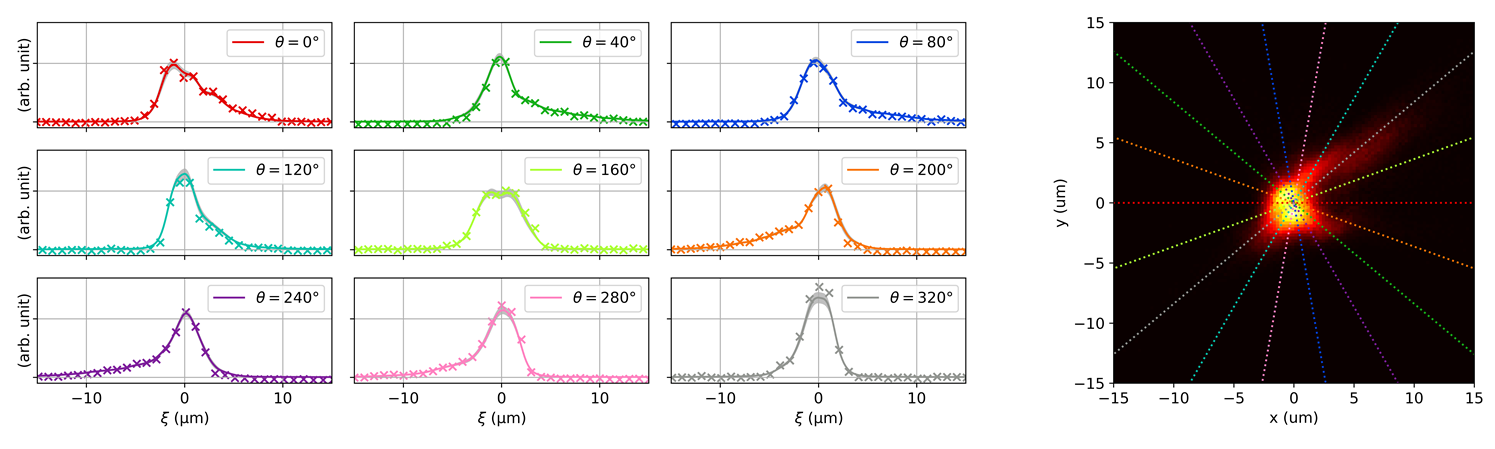 (arb. unit)
θ = 0°
θ = 40°
θ = 80°
(arb. unit)
θ = 120°
θ = 160°
θ = 200°
(arb. unit)
θ = 240°
θ = 280°
θ = 320°
−10 0 10
−10 0 10
−10 0 10
ξ (μm)
ξ (μm)
ξ (μm)
15
10
5
0
−5
−10
−15
y (um)
−15 −10 −5 0 5 10 15
x (um)